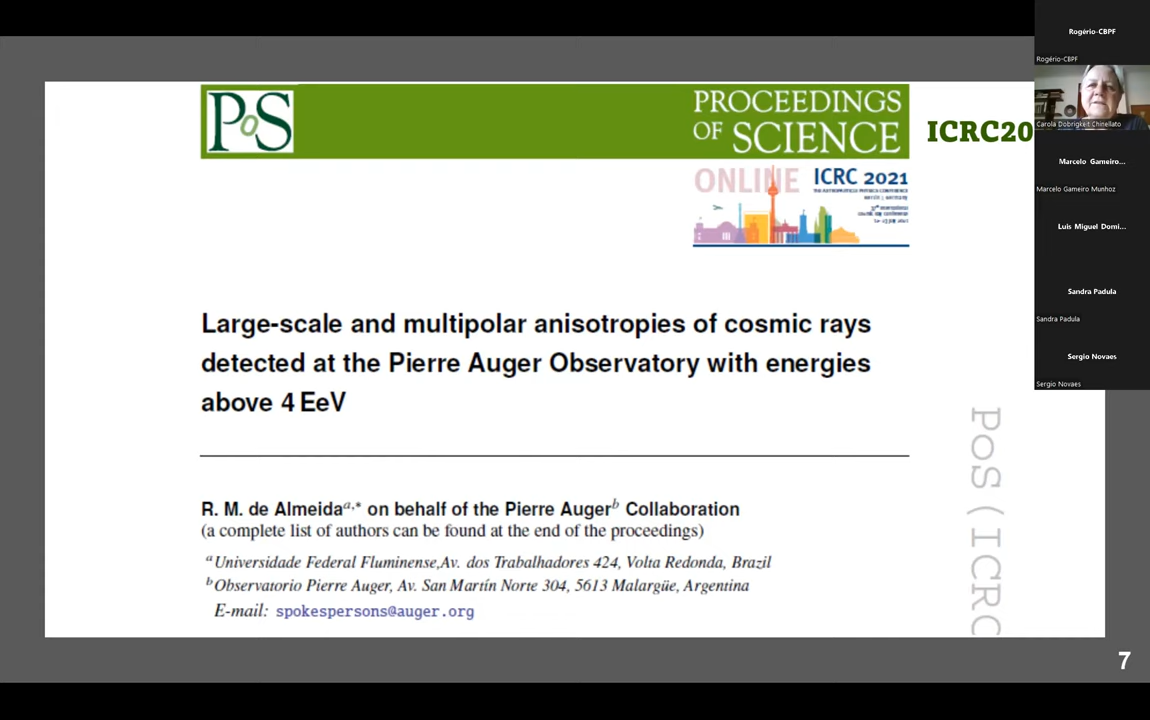 PoS
PROCEEDINGS
OF SCIENCE
ICRC20
ONLINE
ICRC 2021
Large-scale and multipolar anisotropies of cosmic rays
detected at the Pierre Auger Observatory with energies
above 4 EeV
R. M. de Almeidaᵃ,* on behalf of the Pierre Augerᵇ Collaboration
(a complete list of authors can be found at the end of the proceedings)
ᵃUniversidade Federal Fluminense,Av. dos Trabalhadores 424, Volta Redonda, Brazil
ᵇObservatorio Pierre Auger, Av. San Martín Norte 304, 5613 Malargüe, Argentina
E-mail: spokespersons@auger.org
PoS(ICRC
7
Rogério-CBPF
Rogério-CBPF
Carola Dobrigkeit Chinellato
Marcelo Gameiro...
Marcelo Gameiro Munhoz
Luis Miguel Domi...
Sandra Padula
Sandra Padula
Sergio Novaes
Sergio Novaes